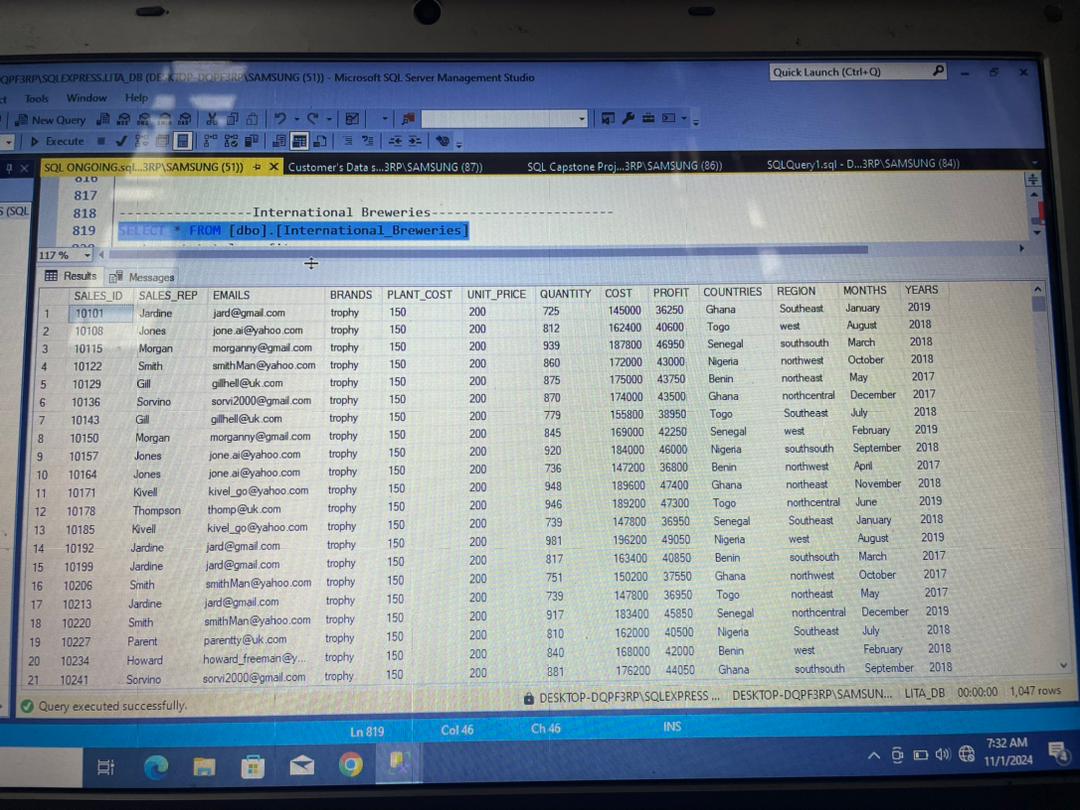 QPF3RP\SQLEXPRESS.LITA_DB (DESKTOP-DQPF3RP\SAMSUNG (51)) - Microsoft SQL Server Management Studio
Quick Launch (Ctrl+Q)
ct Tools Window Help
New Query
Execute
SQL ONGOING.sql...3RP\SAMSUNG (51)) Customer's Data s...3RP\SAMSUNG (87)) SQL Capstone Proj...3RP\SAMSUNG (86)) SQLQuery1.sql - D...3RP\SAMSUNG (84))
S (SQL
816
817
818 ------------------International Breweries-------------------------
819 SELECT * FROM [dbo].[International_Breweries]
820
117 %
Results Messages
SALES_ID SALES_REP EMAILS BRANDS PLANT_COST UNIT_PRICE QUANTITY COST PROFIT COUNTRIES REGION MONTHS YEARS
1 10101 Jardine jard@gmail.com trophy 150 200 725 145000 36250 Ghana Southeast January 2019
2 10108 Jones jone.ai@yahoo.com trophy 150 200 812 162400 40600 Togo west August 2018
3 10115 Morgan morganny@gmail.com trophy 150 200 939 187800 46950 Senegal southsouth March 2018
4 10122 Smith smithMan@yahoo.com trophy 150 200 860 172000 43000 Nigeria northwest October 2018
5 10129 Gill gillhell@uk.com trophy 150 200 875 175000 43750 Benin northeast May 2017
6 10136 Sorvino sorvi2000@gmail.com trophy 150 200 870 174000 43500 Ghana northcentral December 2017
7 10143 Gill gillhell@uk.com trophy 150 200 779 155800 38950 Togo Southeast July 2018
8 10150 Morgan morganny@gmail.com trophy 150 200 845 169000 42250 Senegal west February 2019
9 10157 Jones jone.ai@yahoo.com trophy 150 200 920 184000 46000 Nigeria southsouth September 2018
10 10164 Jones jone.ai@yahoo.com trophy 150 200 736 147200 36800 Benin northwest April 2017
11 10171 Kivell kivel_go@yahoo.com trophy 150 200 948 189600 47400 Ghana northeast November 2018
12 10178 Thompson thomp@uk.com trophy 150 200 946 189200 47300 Togo northcentral June 2019
13 10185 Kivell kivel_go@yahoo.com trophy 150 200 739 147800 36950 Senegal Southeast January 2018
14 10192 Jardine jard@gmail.com trophy 150 200 981 196200 49050 Nigeria west August 2019
15 10199 Jardine jard@gmail.com trophy 150 200 817 163400 40850 Benin southsouth March 2017
16 10206 Smith smithMan@yahoo.com trophy 150 200 751 150200 37550 Ghana northwest October 2017
17 10213 Jardine jard@gmail.com trophy 150 200 739 147800 36950 Togo northeast May 2017
18 10220 Smith smithMan@yahoo.com trophy 150 200 917 183400 45850 Senegal northcentral December 2019
19 10227 Parent parentty@uk.com trophy 150 200 810 162000 40500 Nigeria Southeast July 2018
20 10234 Howard howard_freeman@y... trophy 150 200 840 168000 42000 Benin west February 2018
21 10241 Sorvino sorvi2000@gmail.com trophy 150 200 881 176200 44050 Ghana southsouth September 2018
Query executed successfully. DESKTOP-DQPF3RP\SQLEXPRESS ... DESKTOP-DQPF3RP\SAMSUN... LITA_DB 00:00:00 1,047 rows
Ln 819 Col 46 Ch 46 INS
7:32 AM
11/1/2024
4